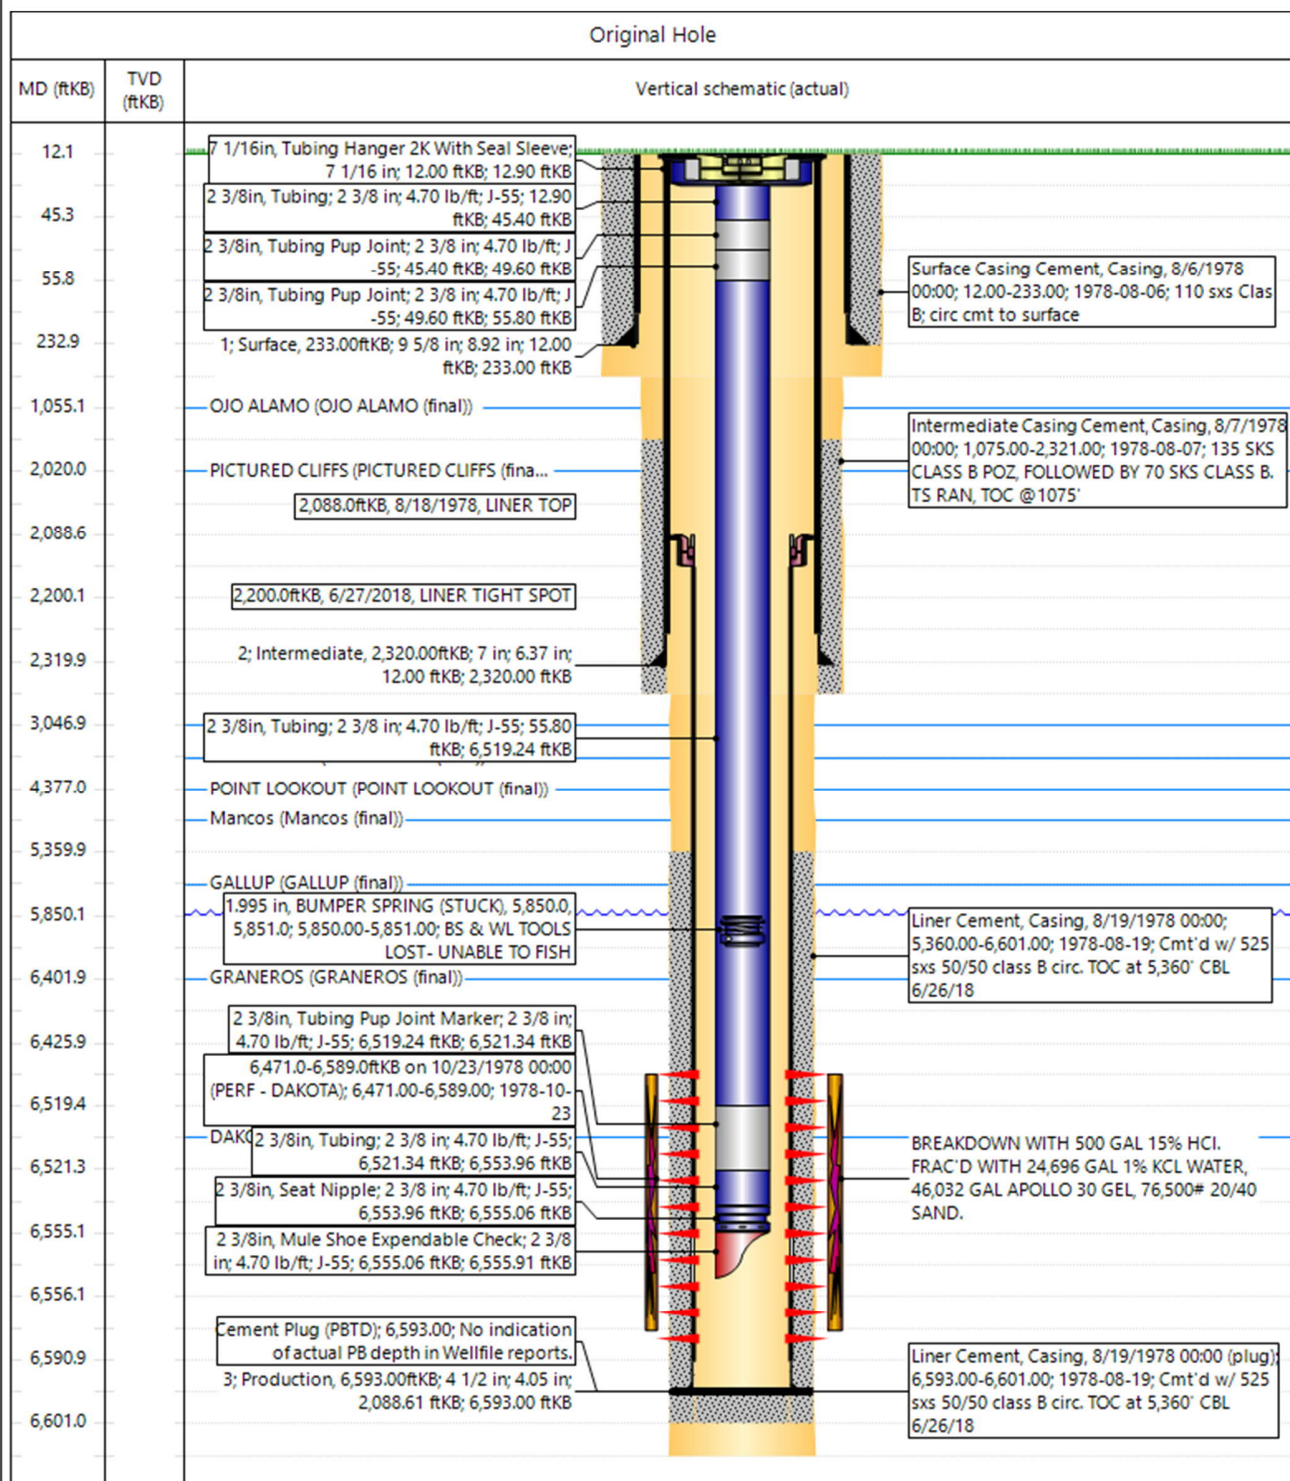 Original Hole
MD (ftKB)
TVD
(ftKB)
Vertical schematic (actual)
12.1
45.3
55.8
232.9
1,055.1
2,020.0
2,088.6
2,200.1
2,319.9
3,046.9
4,377.0
5,359.9
5,850.1
6,401.9
6,425.9
6,519.4
6,521.3
6,555.1
6,556.1
6,590.9
6,601.0
7 1/16in, Tubing Hanger 2K With Seal Sleeve;
7 1/16 in; 12.00 ftKB; 12.90 ftKB
2 3/8in, Tubing; 2 3/8 in; 4.70 lb/ft; J-55; 12.90
ftKB; 45.40 ftKB
2 3/8in, Tubing Pup Joint; 2 3/8 in; 4.70 lb/ft; J
-55; 45.40 ftKB; 49.60 ftKB
2 3/8in, Tubing Pup Joint; 2 3/8 in; 4.70 lb/ft; J
-55; 49.60 ftKB; 55.80 ftKB
1; Surface, 233.00ftKB; 9 5/8 in; 8.92 in; 12.00
ftKB; 233.00 ftKB
OJO ALAMO (OJO ALAMO (final))
PICTURED CLIFFS (PICTURED CLIFFS (fina...
2,088.0ftKB, 8/18/1978, LINER TOP
2,200.0ftKB, 6/27/2018, LINER TIGHT SPOT
2; Intermediate, 2,320.00ftKB; 7 in; 6.37 in;
12.00 ftKB; 2,320.00 ftKB
2 3/8in, Tubing; 2 3/8 in; 4.70 lb/ft; J-55; 55.80
ftKB; 6,519.24 ftKB
POINT LOOKOUT (POINT LOOKOUT (final))
Mancos (Mancos (final))
GALLUP (GALLUP (final))
1.995 in, BUMPER SPRING (STUCK), 5,850.0,
5,851.0; 5,850.00-5,851.00; BS & WL TOOLS
LOST- UNABLE TO FISH
GRANEROS (GRANEROS (final))
2 3/8in, Tubing Pup Joint Marker; 2 3/8 in;
4.70 lb/ft; J-55; 6,519.24 ftKB; 6,521.34 ftKB
6,471.0-6,589.0ftKB on 10/23/1978 00:00
(PERF - DAKOTA); 6,471.00-6,589.00; 1978-10-
23
DAKO
2 3/8in, Tubing; 2 3/8 in; 4.70 lb/ft; J-55;
6,521.34 ftKB; 6,553.96 ftKB
2 3/8in, Seat Nipple; 2 3/8 in; 4.70 lb/ft; J-55;
6,553.96 ftKB; 6,555.06 ftKB
2 3/8in, Mule Shoe Expendable Check; 2 3/8
in; 4.70 lb/ft; J-55; 6,555.06 ftKB; 6,555.91 ftKB
Cement Plug (PBTD); 6,593.00; No indication
of actual PB depth in Wellfile reports.
3; Production, 6,593.00ftKB; 4 1/2 in; 4.05 in;
2,088.61 ftKB; 6,593.00 ftKB
Surface Casing Cement, Casing, 8/6/1978
00:00; 12.00-233.00; 1978-08-06; 110 sxs Clas
B; circ cmt to surface
Intermediate Casing Cement, Casing, 8/7/1978
00:00; 1,075.00-2,321.00; 1978-08-07; 135 SKS
CLASS B POZ, FOLLOWED BY 70 SKS CLASS B.
TS RAN, TOC @1075'
Liner Cement, Casing, 8/19/1978 00:00;
5,360.00-6,601.00; 1978-08-19; Cmt'd w/ 525
sxs 50/50 class B circ. TOC at 5,360' CBL
6/26/18
BREAKDOWN WITH 500 GAL 15% HCl.
FRAC'D WITH 24,696 GAL 1% KCL WATER,
46,032 GAL APOLLO 30 GEL, 76,500# 20/40
SAND.
Liner Cement, Casing, 8/19/1978 00:00 (plug);
6,593.00-6,601.00; 1978-08-19; Cmt'd w/ 525
sxs 50/50 class B circ. TOC at 5,360' CBL
6/26/18